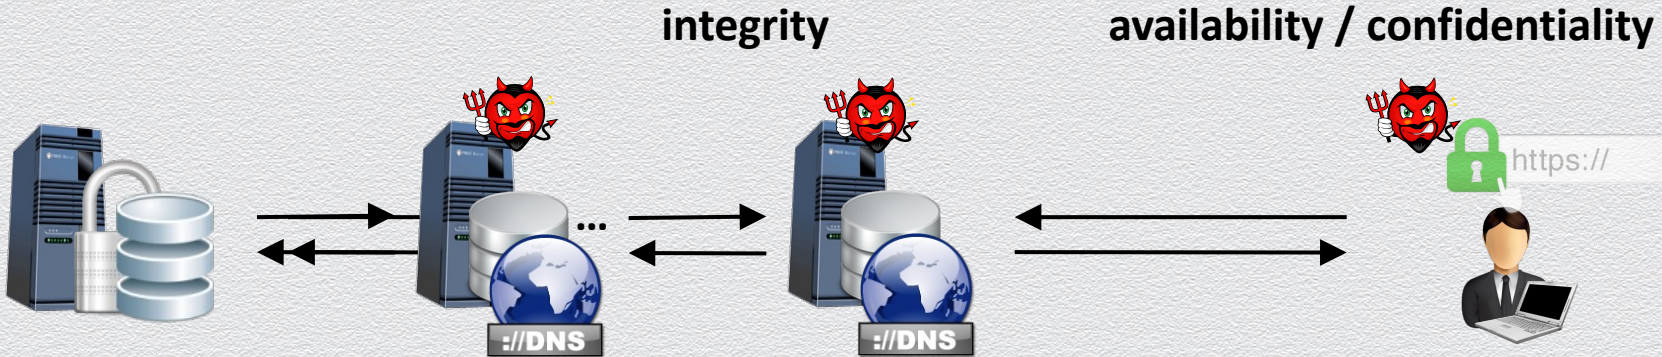 integrity
availability / confidentiality
https://
...
://DNS
://DNS